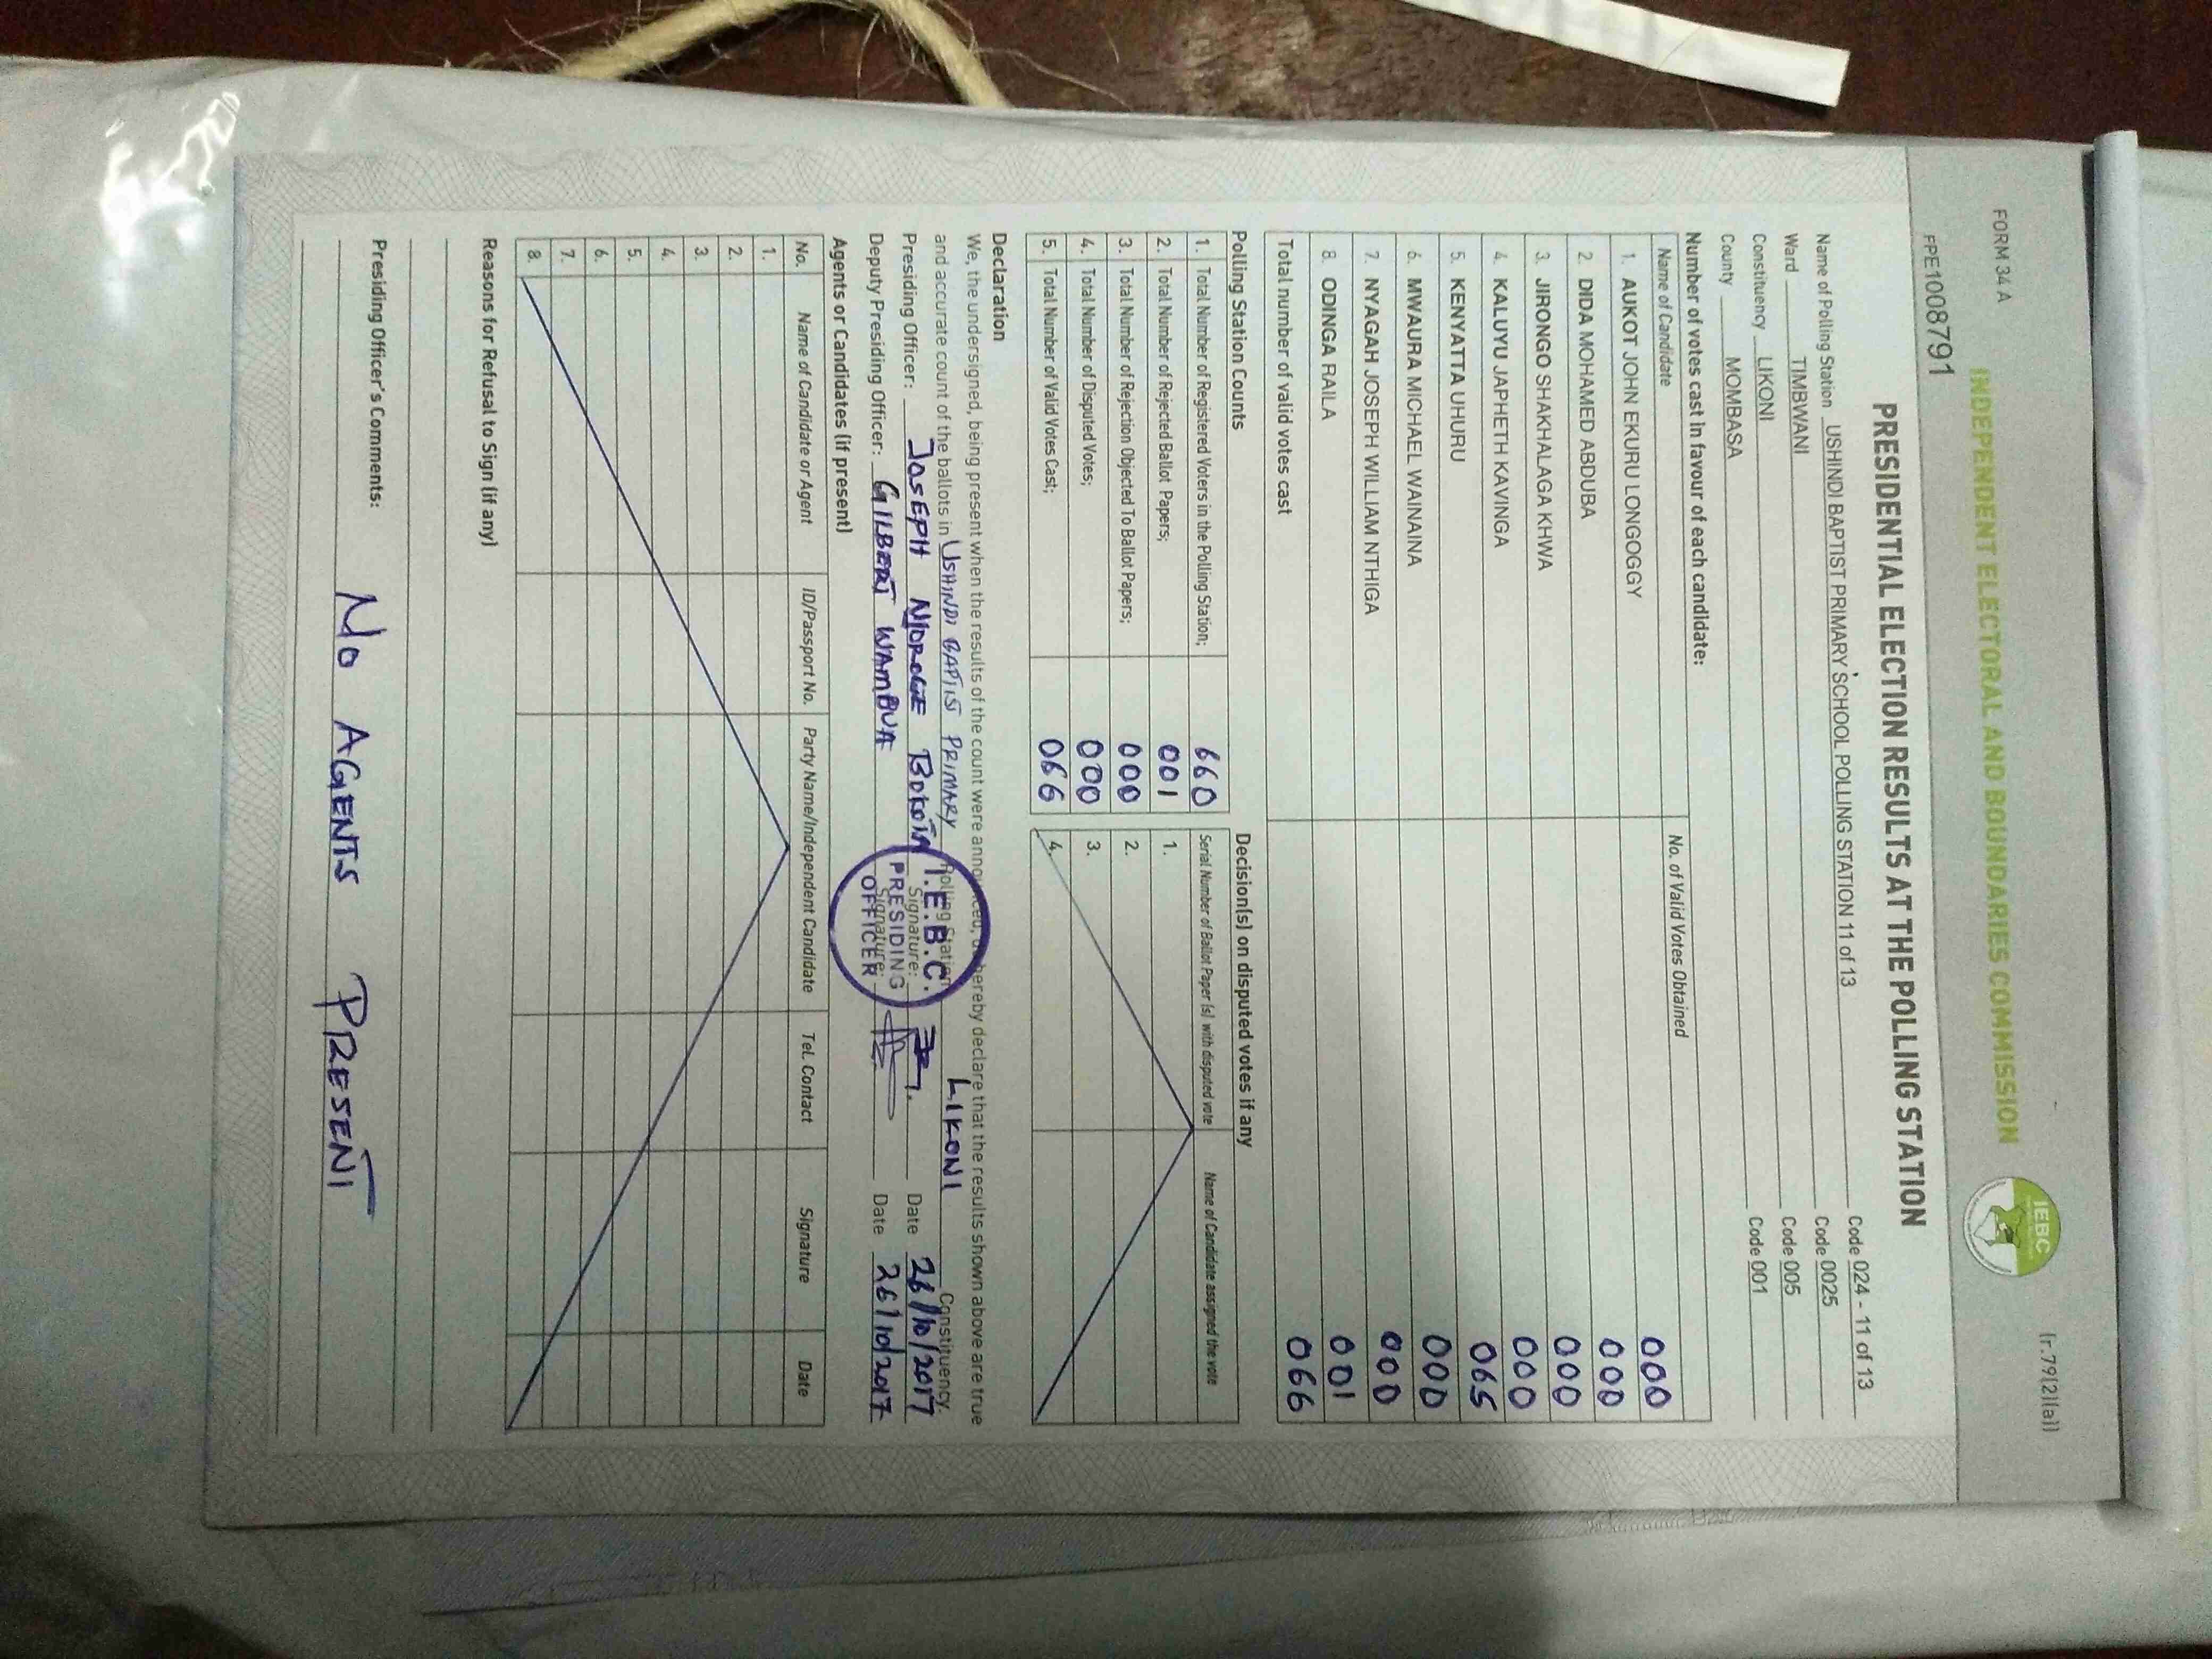 FORM 34 A
(r.79(2)(a))
INDEPENDENT ELECTORAL AND BOUNDARIES COMMISSION
IEBC
FPE1008791
PRESIDENTIAL ELECTION RESULTS AT THE POLLING STATION
Name of Polling Station USHINDI BAPTIST PRIMARY SCHOOL POLLING STATION 11 of 13 Code 024 - 11 of 13
Ward TIMBWANI Code 0025
Constituency LIKONI Code 005
County MOMBASA Code 001
Number of votes cast in favour of each candidate:
Name of Candidate No. of Valid Votes Obtained
1. AUKOT JOHN EKURU LONGOGGY 000
2. DIDA MOHAMED ABDUBA 000
3. JIRONGO SHAKHALAGA KHWA 000
4. KALUYU JAPHETH KAVINGA 000
5. KENYATTA UHURU 065
6. MWAURA MICHAEL WAINAINA 000
7. NYAGAH JOSEPH WILLIAM NTHIGA 000
8. ODINGA RAILA 001
Total number of valid votes cast 066
Polling Station Counts
1. Total Number of Registered Voters in the Polling Station; 660
2. Total Number of Rejected Ballot Papers; 001
3. Total Number of Rejection Objected To Ballot Papers; 000
4. Total Number of Disputed Votes; 000
5. Total Number of Valid Votes Cast; 066
Decision(s) on disputed votes if any
Serial Number of Ballot Paper (s) with disputed vote Name of Candidate assigned the vote
1.
2.
3.
4.
Declaration
We, the undersigned, being present when the results of the count were announced, do hereby declare that the results shown above are true
and accurate count of the ballots in USHINDI BAPTIST PRIMARY Polling Station LIKONI Constituency.
Presiding Officer: JOSEPH NJOROGE Signature: Date 26/10/2017
Deputy Presiding Officer: GILBERT WAMBUA Signature: Date 26/10/2017
I.E.B.C.
PRESIDING
OFFICER
Agents or Candidates (if present)
No. Name of Candidate or Agent ID/Passport No. Party Name/Independent Candidate Tel. Contact Signature Date
1.
2.
3.
4.
5.
6.
7.
8.
Reasons for Refusal to Sign (if any)
Presiding Officer's Comments:
NO AGENTS PRESENT